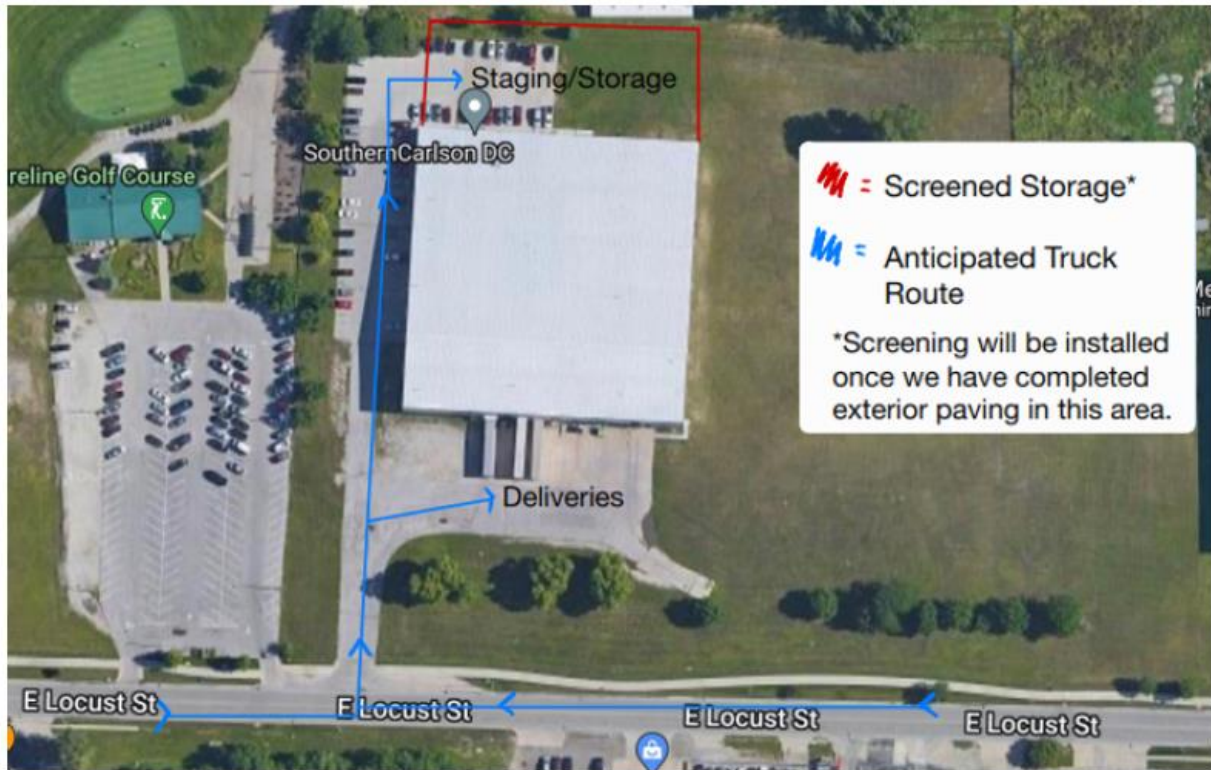 Staging/Storage
SouthernCarlson DC
reline Golf Course
= Screened Storage*
= Anticipated Truck
Route
*Screening will be installed
once we have completed
exterior paving in this area.
Deliveries
E Locust St
E Locust St
E Locust St
E Locust St